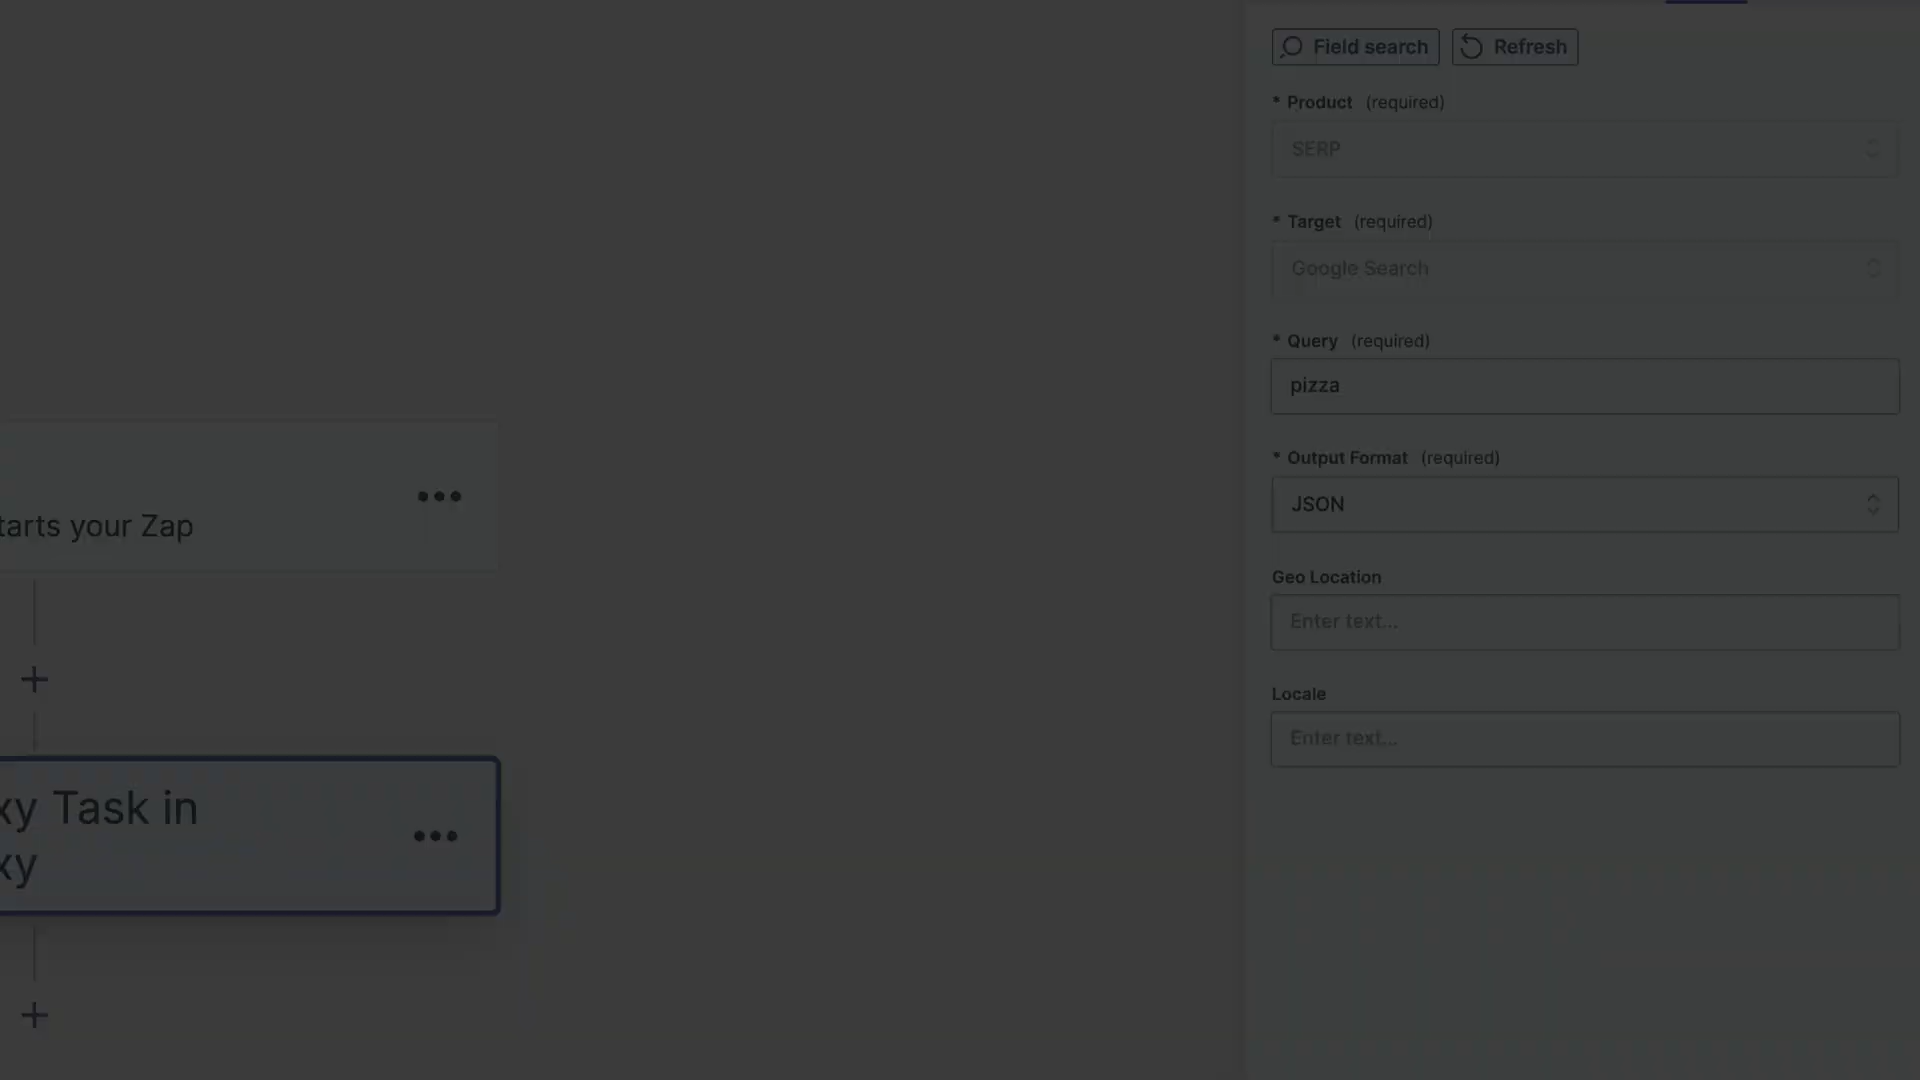 Field search
Refresh
* Product (required)
SERP
* Target (required)
Google Search
* Query (required)
pizza
* Output Format (required)
JSON
Geo Location
Enter text...
Locale
Enter text...
tarts your Zap
xy Task in
xy